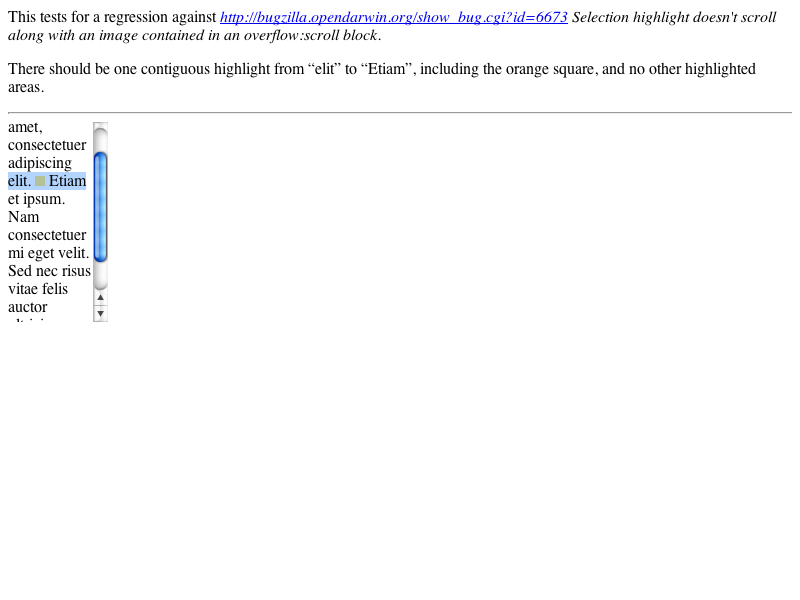 This tests for a regression against http://bugzilla.opendarwin.org/show_bug.cgi?id=6673 Selection highlight doesn't scroll
along with an image contained in an overflow:scroll block.
There should be one contiguous highlight from “elit” to “Etiam”, including the orange square, and no other highlighted
areas.
amet,
consectetuer
adipiscing
elit. Etiam
et ipsum.
Nam
consectetuer
mi eget velit.
Sed nec risus
vitae felis
auctor